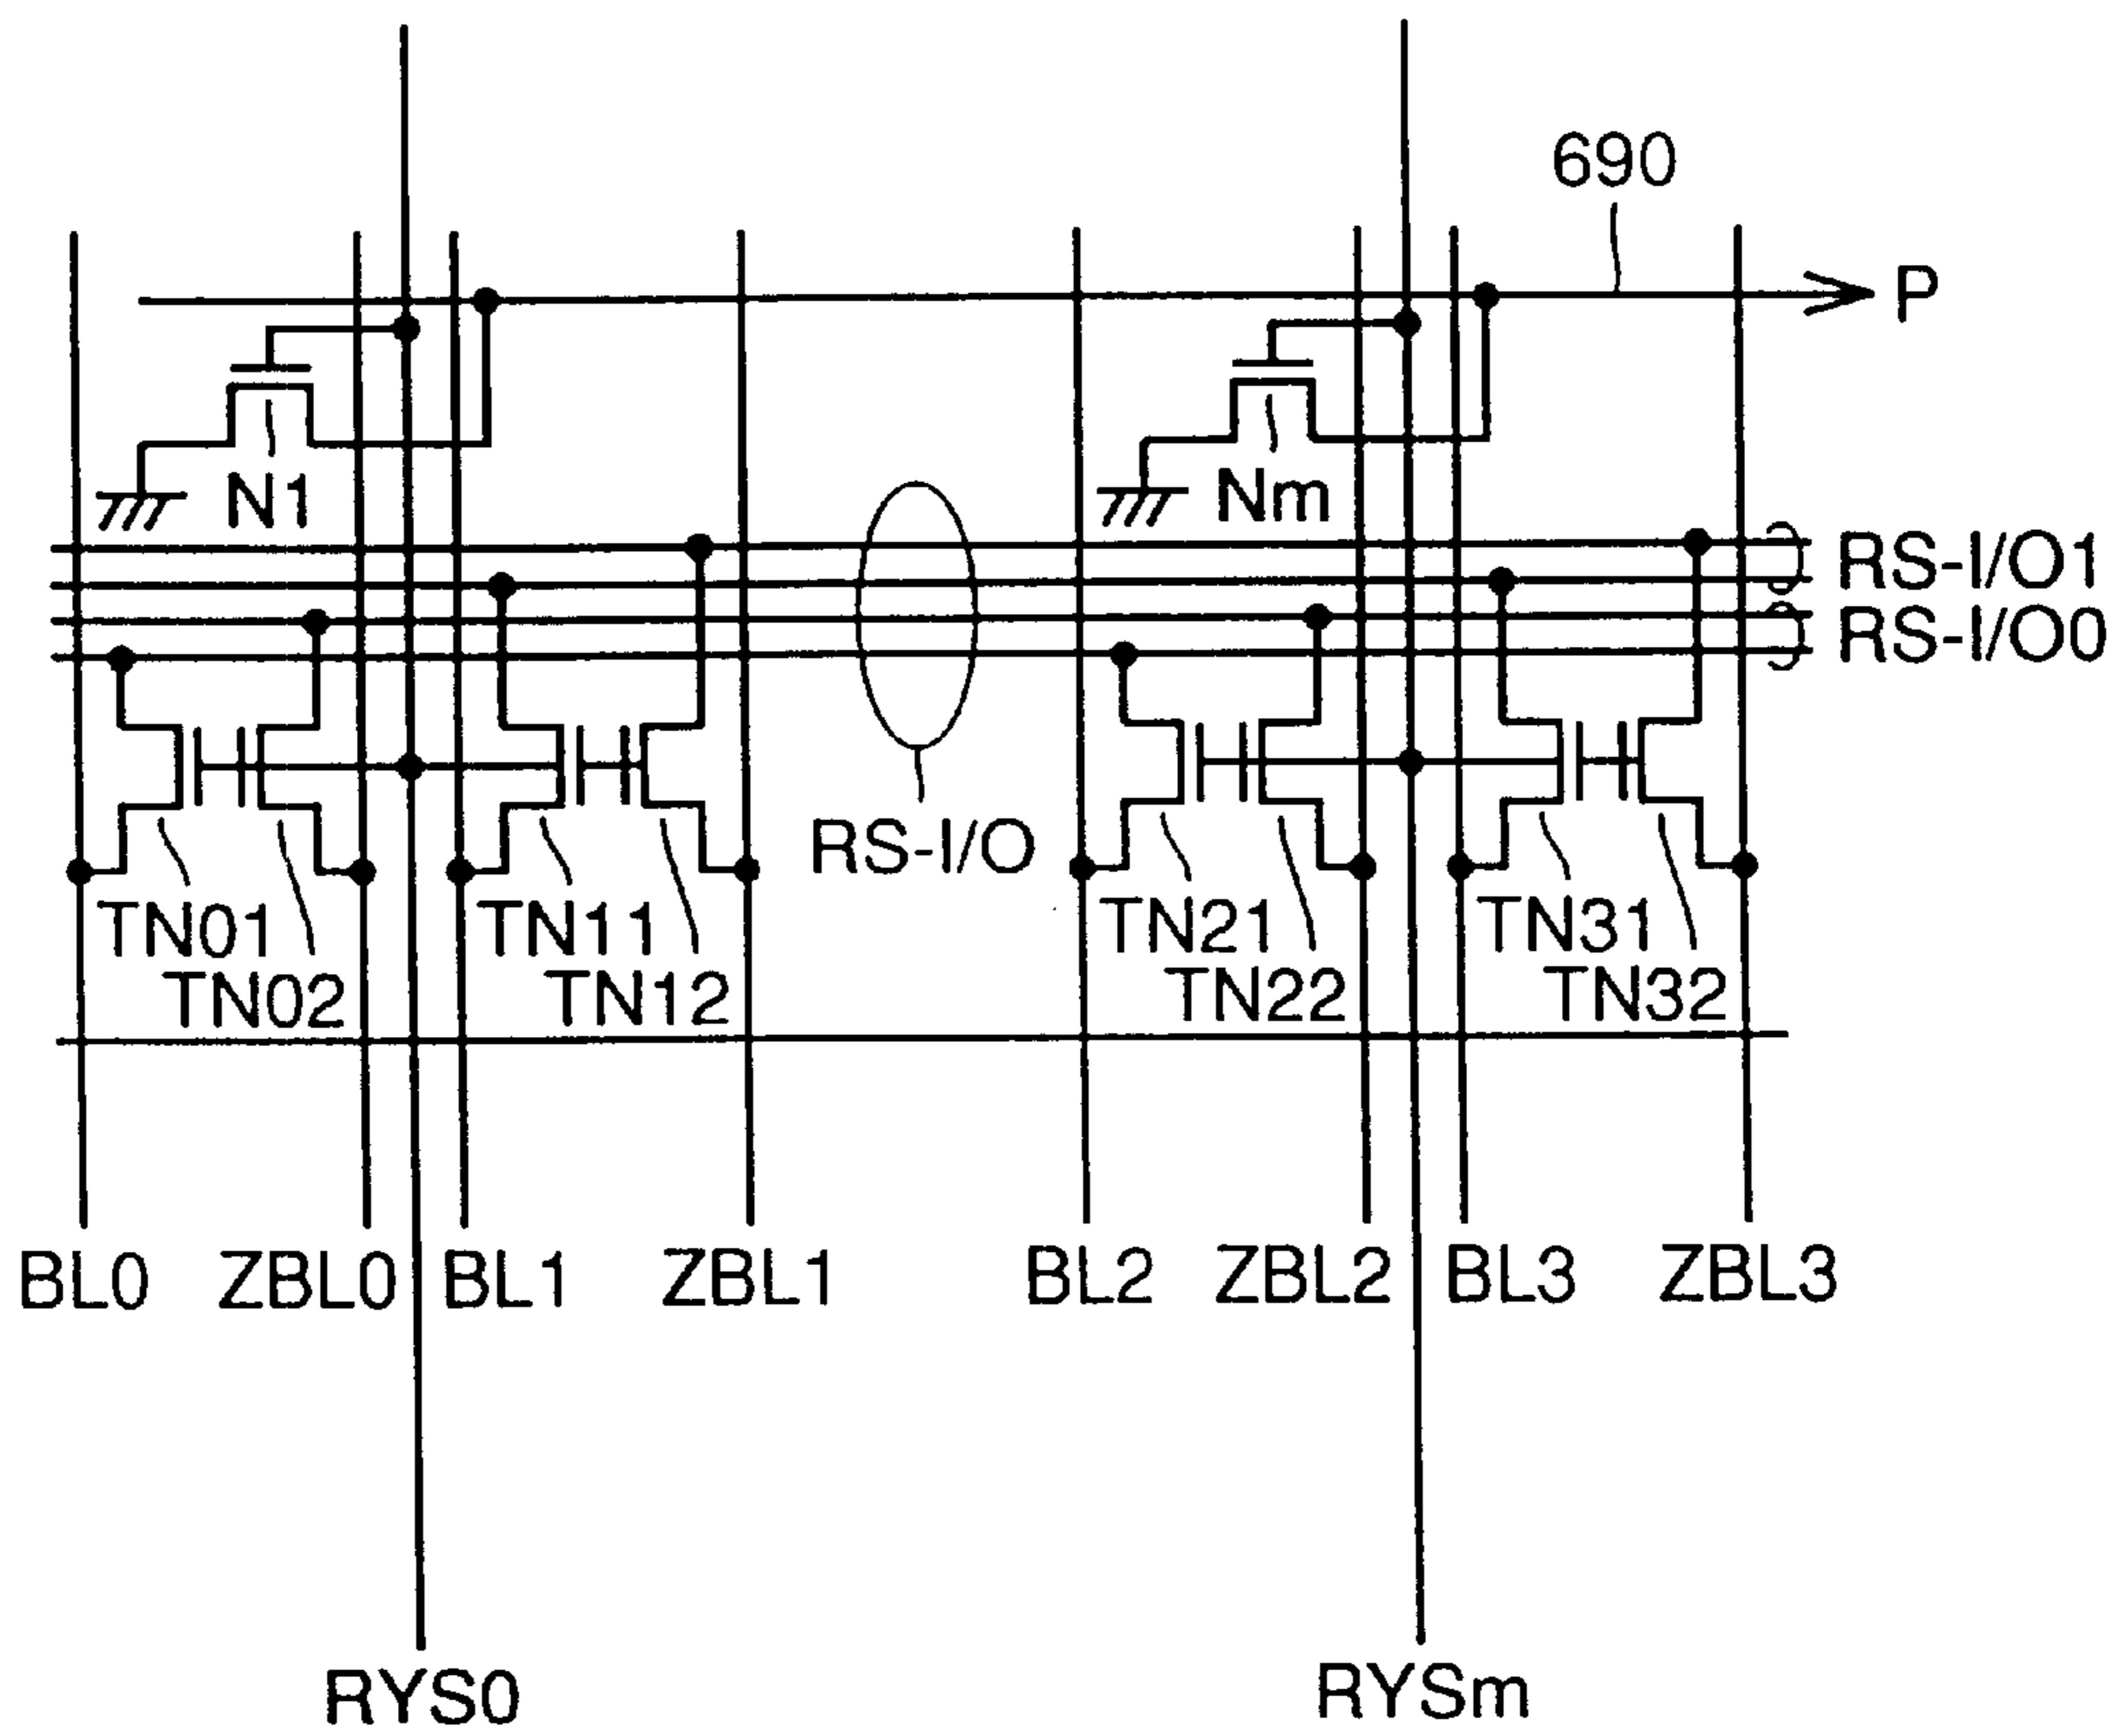 690
P
N1
Nm
RS-I/O1
RS-I/O0
RS-I/O
TN01
TN11
TN21
TN31
TN02
TN12
TN22
TN32
BL0
ZBL0
BL1
ZBL1
BL2
ZBL2
BL3
ZBL3
RYS0
RYSm